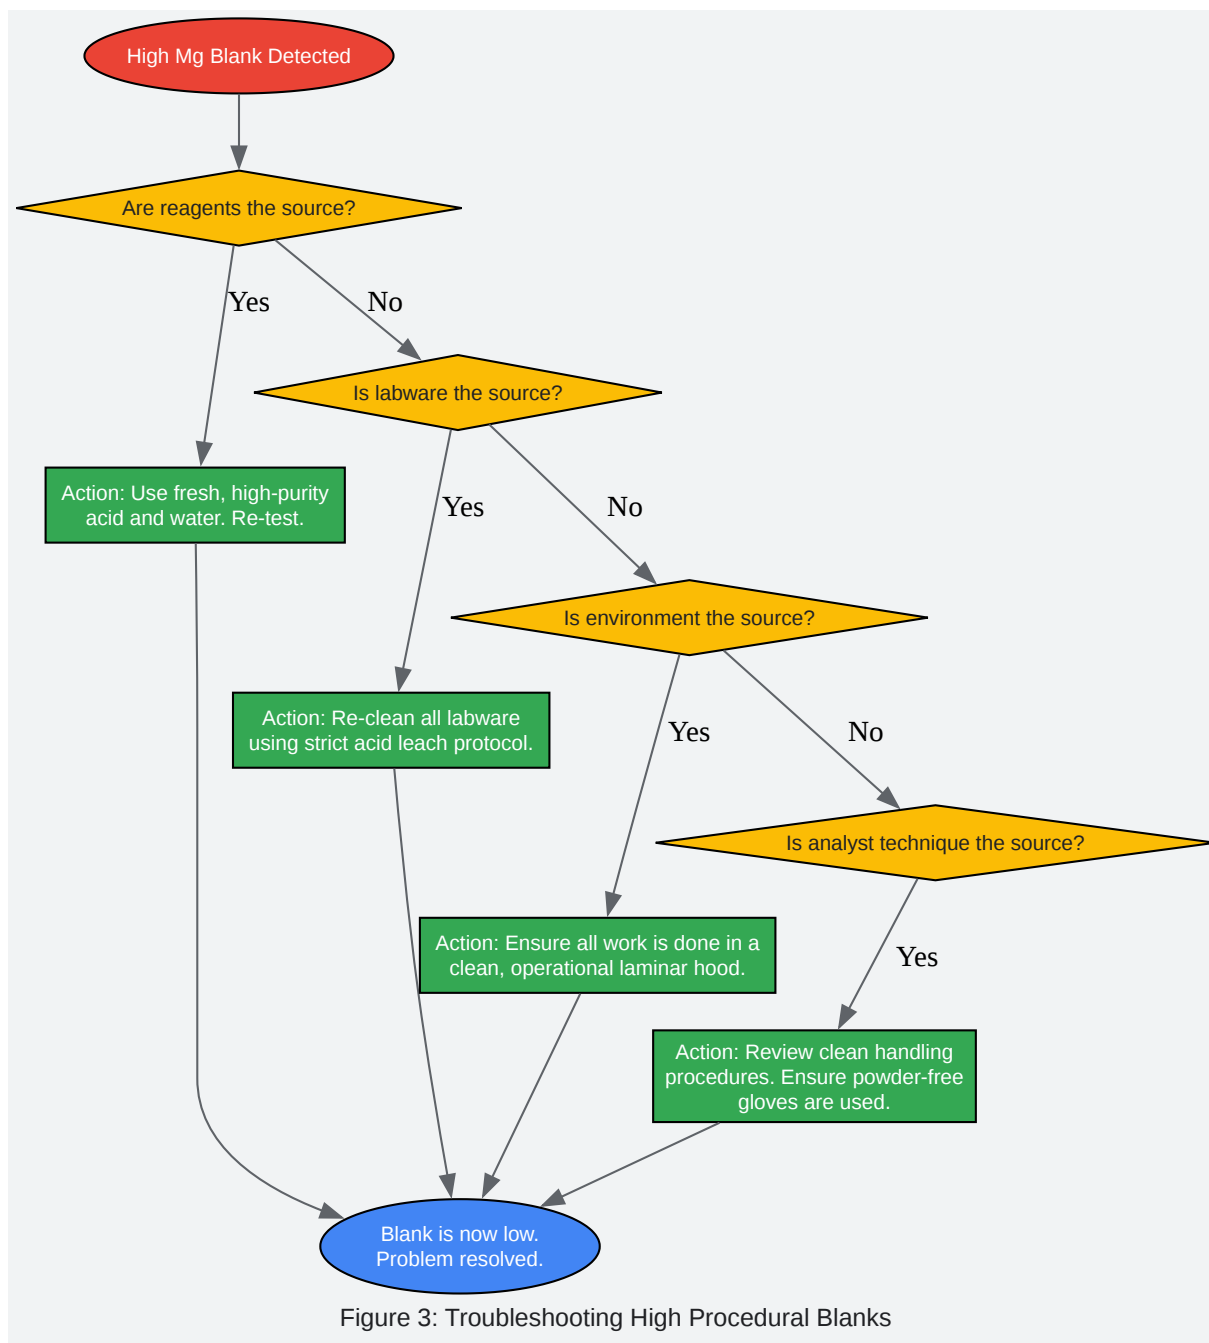 High Mg Blank Detected
Are reagents the source?
Yes
No
Is labware the source?
Action: Use fresh, high-purity
acid and water. Re-test.
Yes
No
Is environment the source?
Action: Re-clean all labware
using strict acid leach protocol.
Yes
No
Is analyst technique the source?
Action: Ensure all work is done in a
clean, operational laminar hood.
Yes
Action: Review clean handling
procedures. Ensure powder-free
gloves are used.
Blank is now low.
Problem resolved.
Figure 3: Troubleshooting High Procedural Blanks